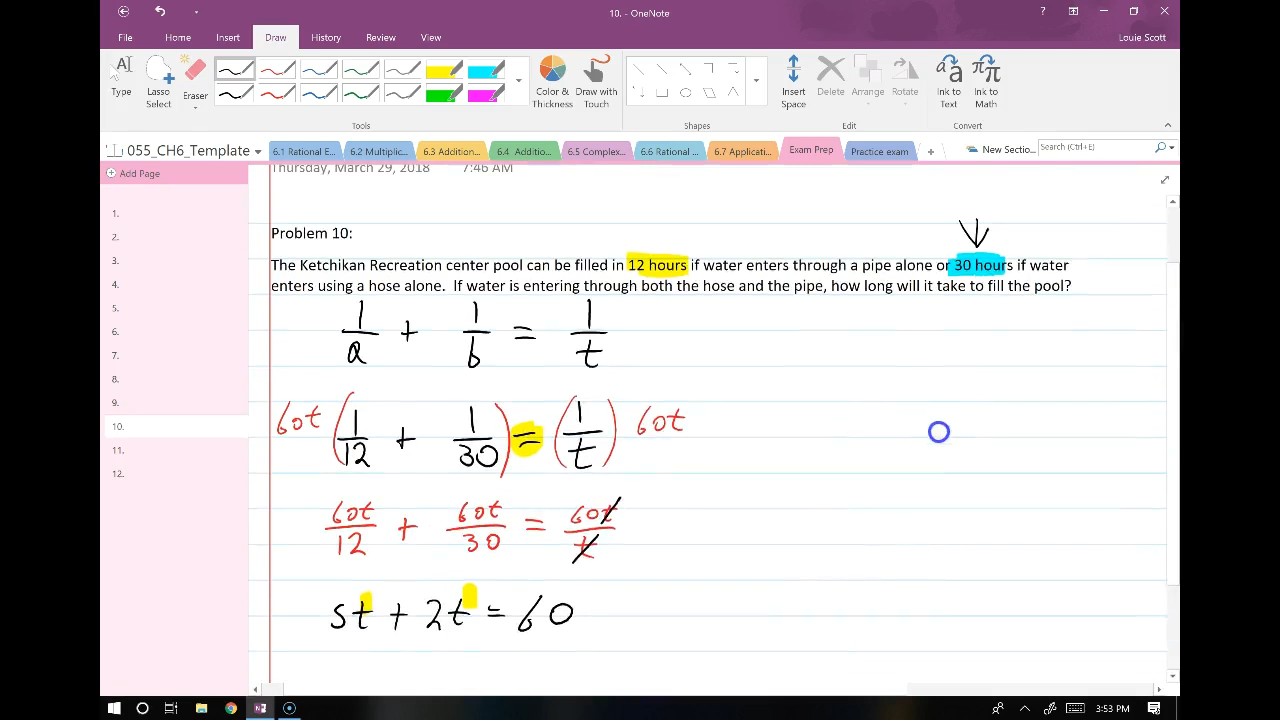 10. - OneNote
? Louie Scott
File Home Insert Draw History Review View
Type Lasso Select Eraser Color & Thickness Draw with Touch Insert Space Delete Arrange Rotate Ink to Text Ink to Math
Tools Shapes Edit Convert
055_CH6_Template 6.1 Rational E... 6.2 Multiplic... 6.3 Addition... 6.4 Additio... 6.5 Complex... 6.6 Rational ... 6.7 Applicati... Exam Prep Practice exam + New Sectio... Search (Ctrl+E)
Add Page
Thursday, March 29, 2018 7:46 AM
1.
2.
3.
4.
5.
6.
7.
8.
9.
10.
11.
12.
Problem 10:
The Ketchikan Recreation center pool can be filled in 12 hours if water enters through a pipe alone or 30 hours if water
enters using a hose alone. If water is entering through both the hose and the pipe, how long will it take to fill the pool?
1/a + 1/b = 1/t
60t (1/12 + 1/30) = (1/t) 60t
60t/12 + 60t/30 = 60t/t
5t + 2t = 60
3:53 PM